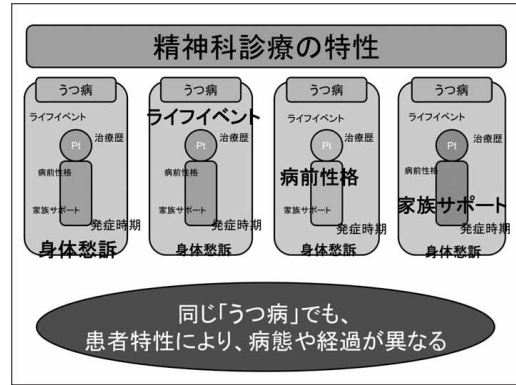 精神科診療の特性
うつ病
ライフイベント
治療歴
Pt
病前性格
家族サポート
発症時期
身体愁訴
うつ病
ライフイベント
治療歴
Pt
病前性格
家族サポート
発症時期
身体愁訴
うつ病
ライフイベント
治療歴
Pt
病前性格
家族サポート
発症時期
身体愁訴
うつ病
ライフイベント
治療歴
Pt
病前性格
家族サポート
発症時期
身体愁訴
同じ「うつ病」でも、
患者特性により、病態や経過が異なる